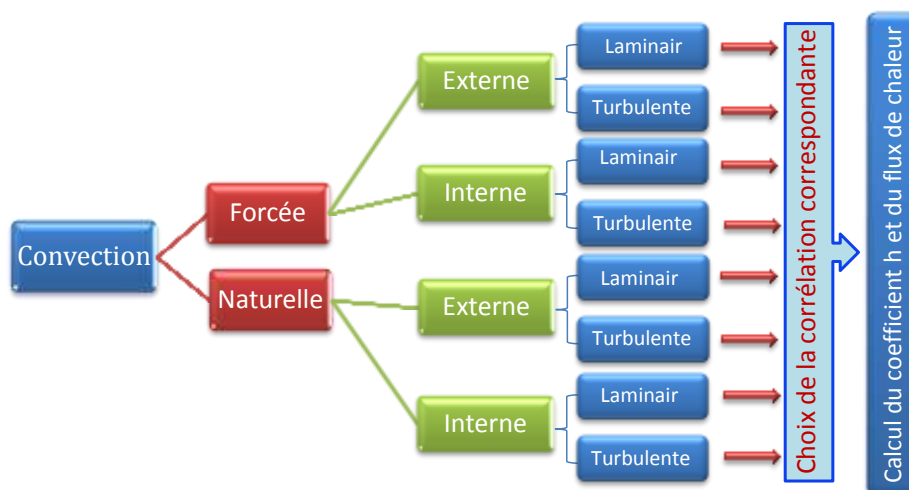 Convection
Forcée
Naturelle
Externe
Interne
Externe
Interne
Laminair
Turbulente
Laminair
Turbulente
Laminair
Turbulente
Laminair
Turbulente
Choix de la corrélation correspondante
Calcul du coefficient h et du flux de chaleur